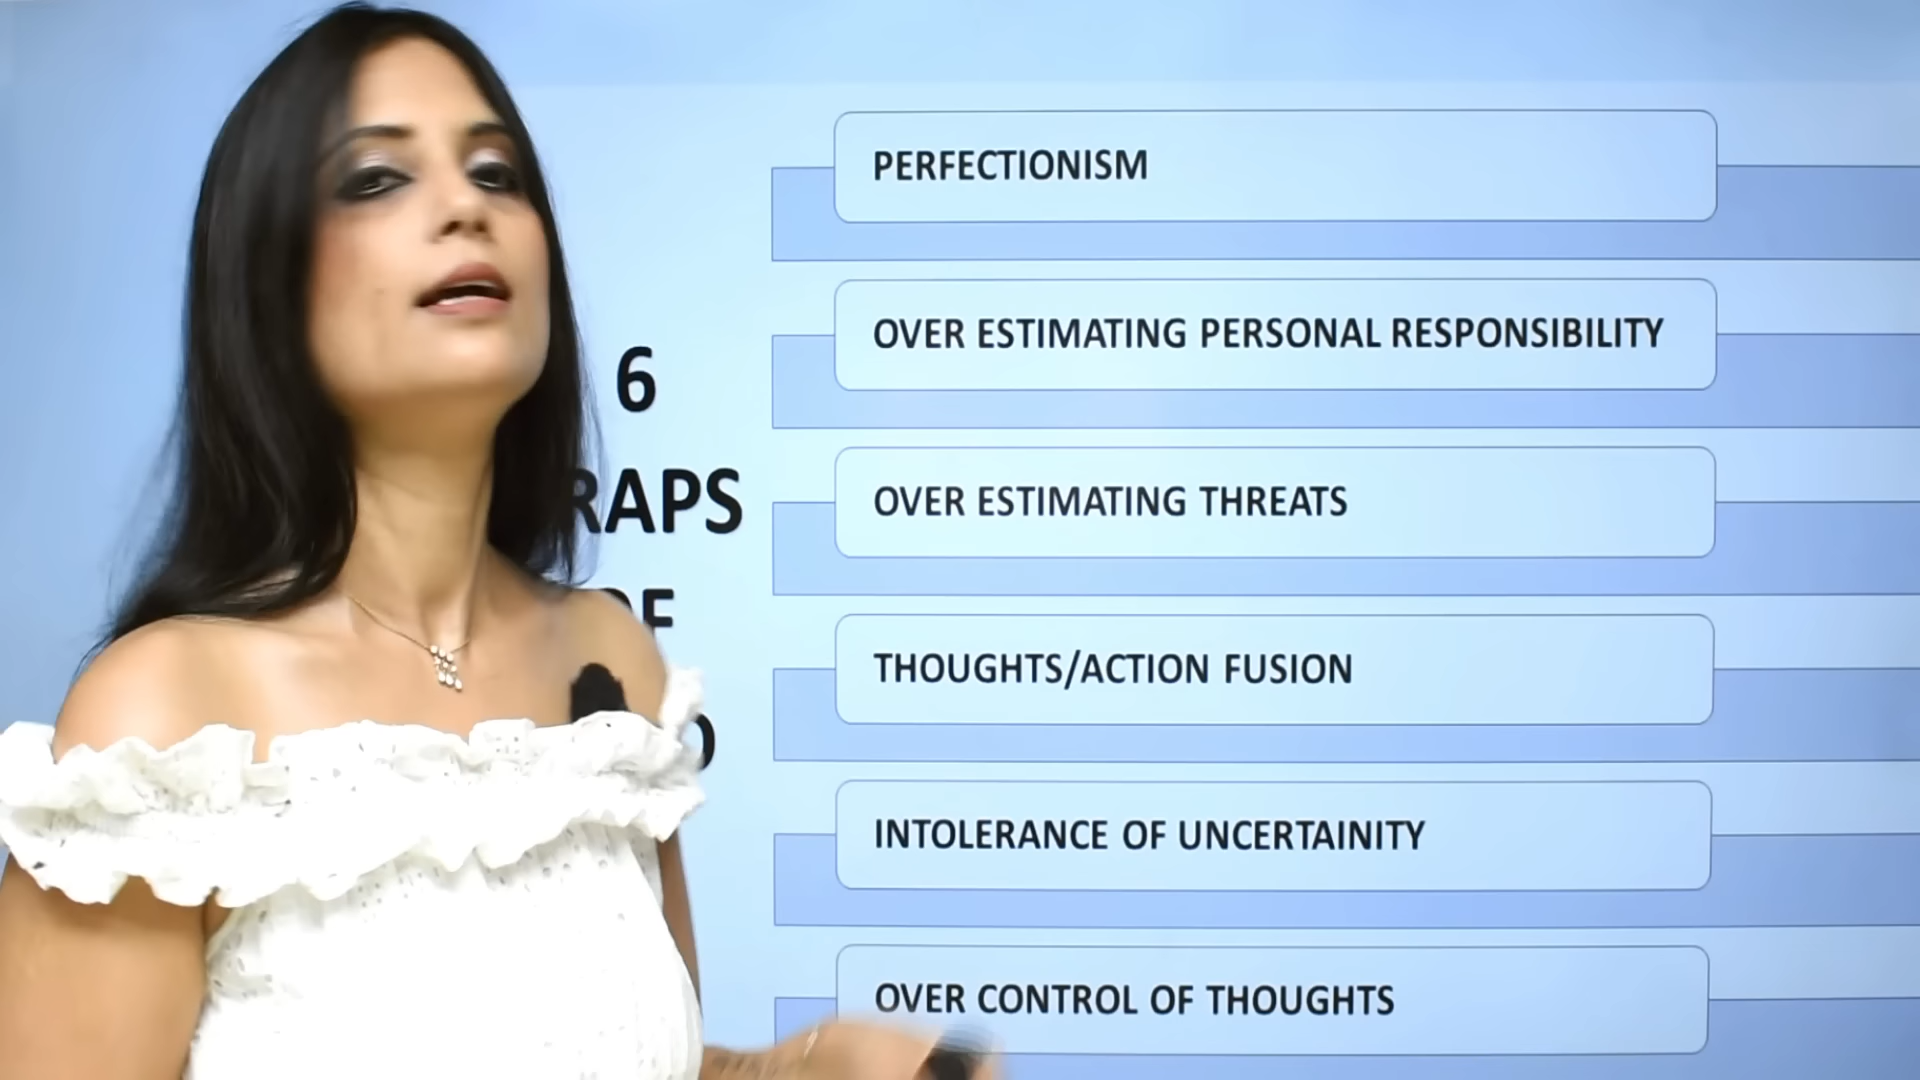 6
RAPS
PERFECTIONISM
OVER ESTIMATING PERSONAL RESPONSIBILITY
OVER ESTIMATING THREATS
THOUGHTS/ACTION FUSION
INTOLERANCE OF UNCERTAINITY
OVER CONTROL OF THOUGHTS